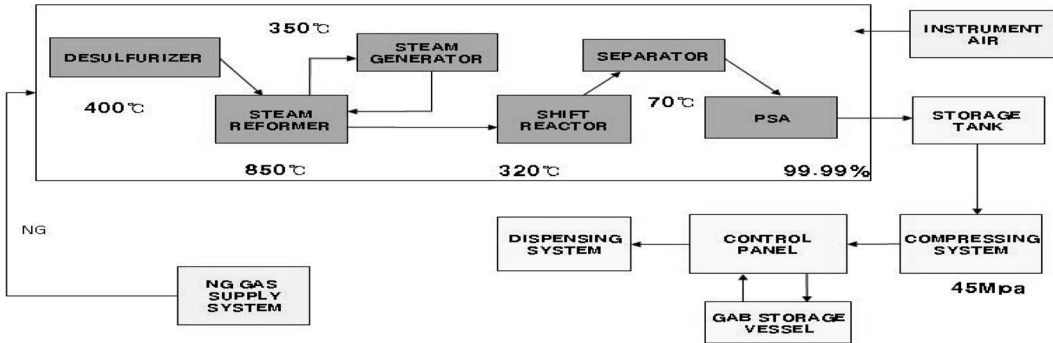 350℃
STEAM
GENERATOR
INSTRUMENT
AIR
DESULFURIZER
SEPARATOR
400℃
STEAM
REFORMER
SHIFT
REACTOR
70℃
PSA
STORAGE
TANK
850℃
320℃
99.99%
NG
DISPENSING
SYSTEM
CONTROL
PANEL
COMPRESSING
SYSTEM
NG GAS
SUPPLY
SYSTEM
45Mpa
GAB STORAGE
VESSEL